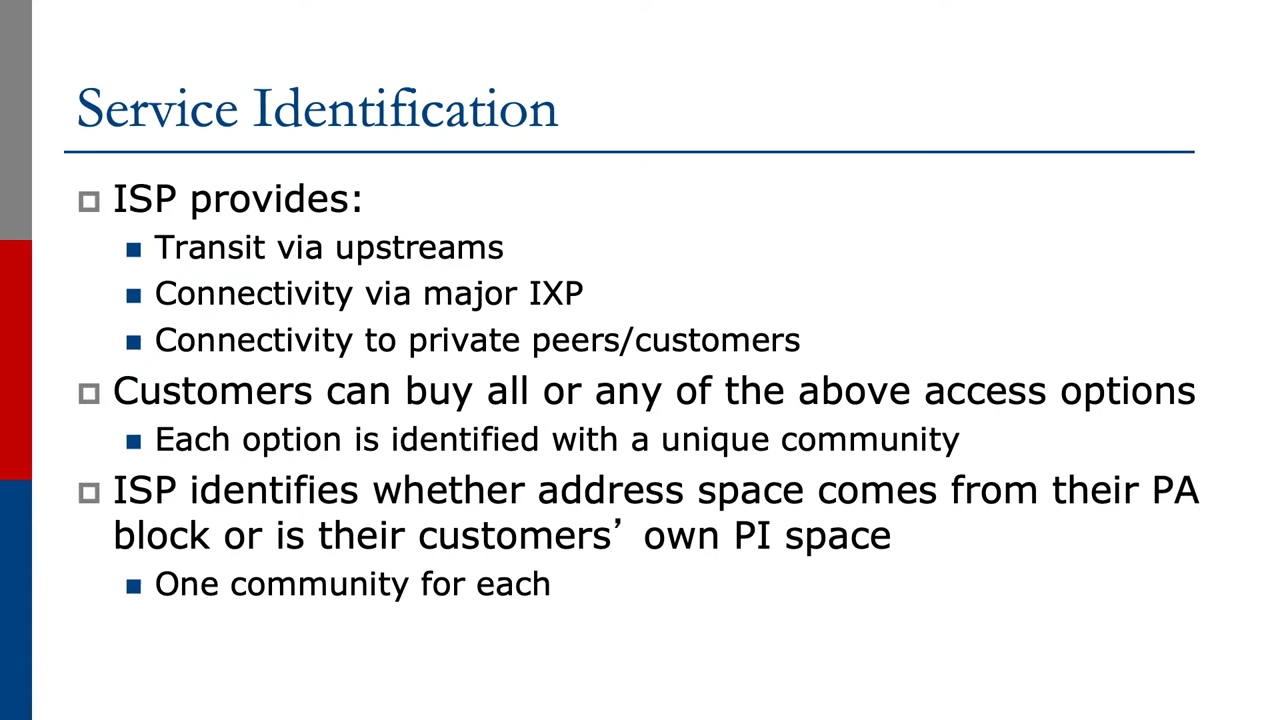 Service Identification
ISP provides:
Transit via upstreams
Connectivity via major IXP
Connectivity to private peers/customers
Customers can buy all or any of the above access options
Each option is identified with a unique community
ISP identifies whether address space comes from their PA
block or is their customers’ own PI space
One community for each